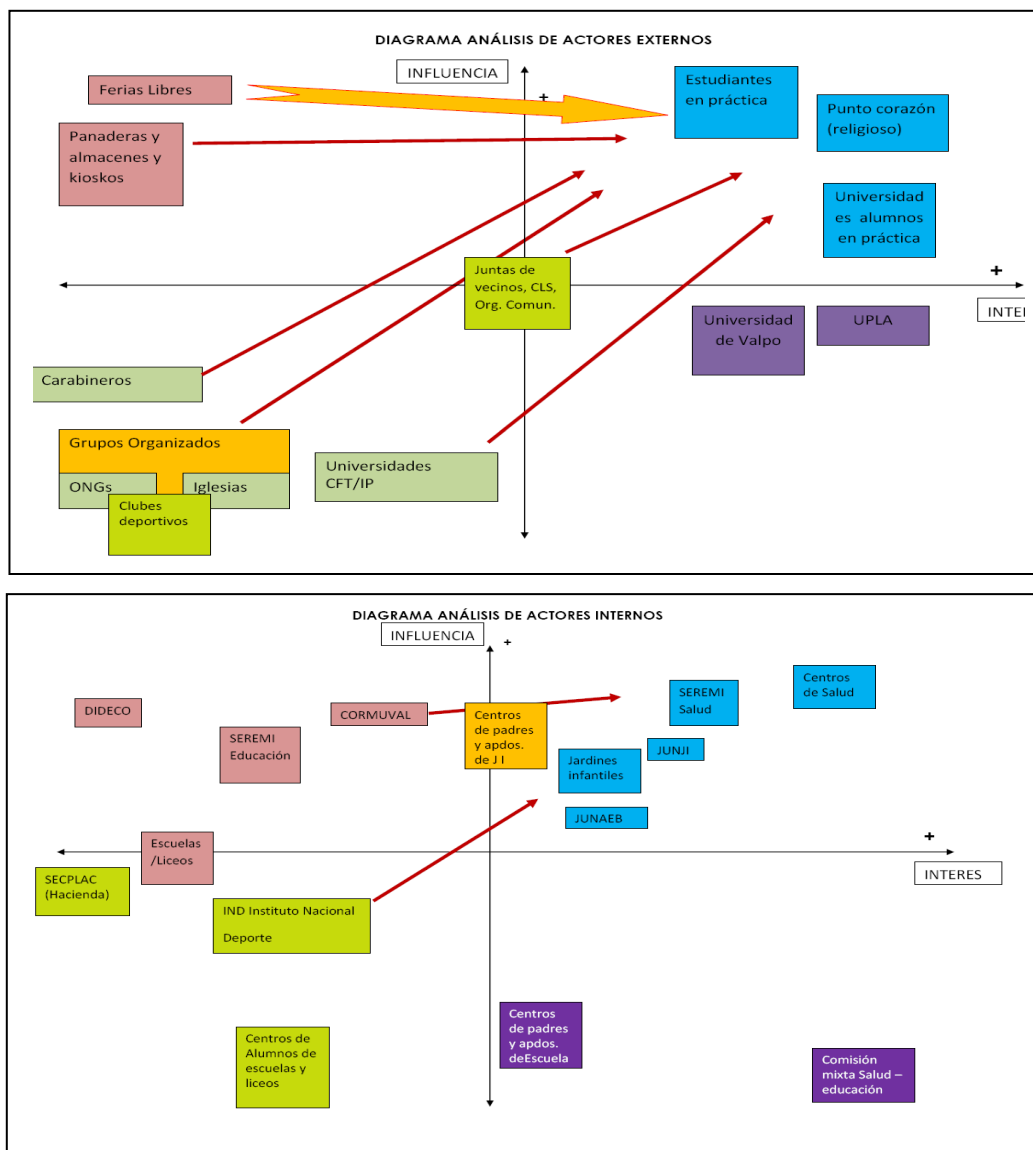 DIAGRAMA ANÁLISIS DE ACTORES EXTERNOS
INFLUENCIA
+
Ferias Libres
Panaderas y
almacenes y
kioskos
Estudiantes
en práctica
Punto corazón
(religioso)
Universidad
es alumnos
en práctica
Juntas de
vecinos, CLS,
Org. Comun.
+
INTER
Universidad
de Valpo
UPLA
Carabineros
Grupos Organizados
ONGs
Iglesias
Clubes
deportivos
Universidades
CFT/IP
DIAGRAMA ANÁLISIS DE ACTORES INTERNOS
INFLUENCIA
+
DIDECO
SEREMI
Educación
CORMUVAL
Centros
de padres
y apdos.
de J I
SEREMI
Salud
Centros
de Salud
JUNJI
Jardines
infantiles
JUNAEB
Escuelas
/Liceos
+
INTERES
SECPLAC
(Hacienda)
IND Instituto Nacional
Deporte
Centros de
Alumnos de
escuelas y
liceos
Centros
de padres
y apdos.
deEscuela
Comisión
mixta Salud –
educación